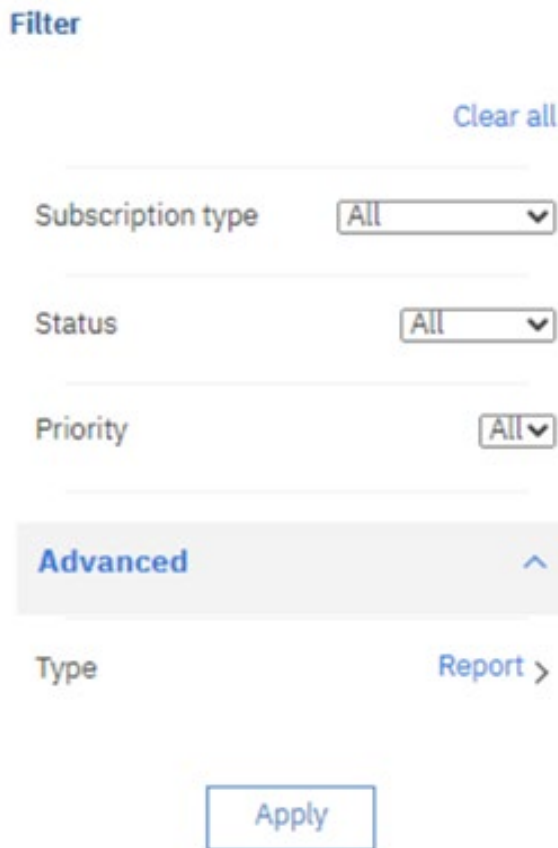 Filter
Clear all
Subscription type All
Status All
Priority All
Advanced
Type Report
Apply